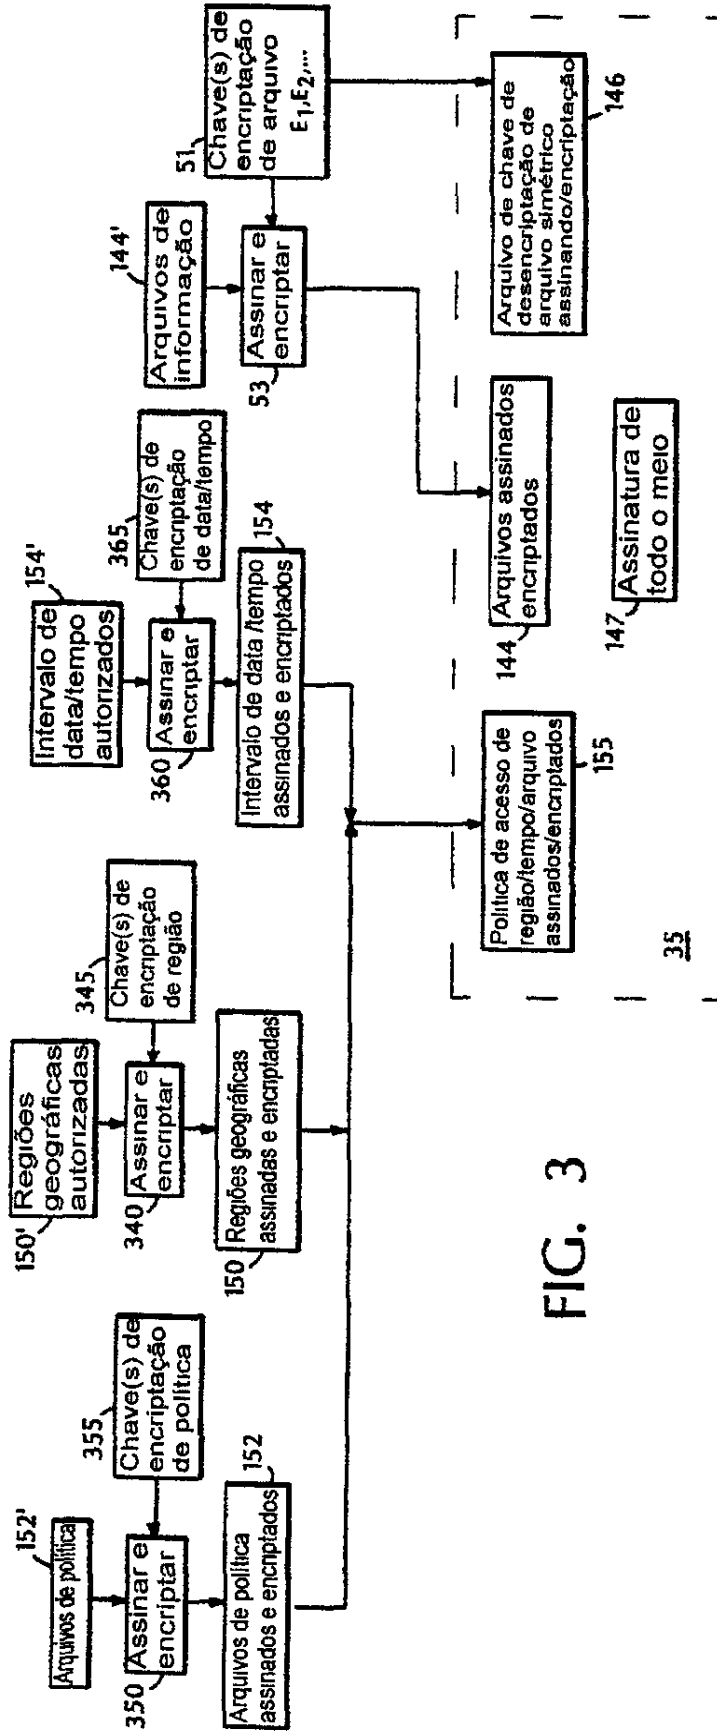 152'
Arquivos de política
355
Chave(s) de
encriptação
de política
350
Assinar e
encriptar
152
Arquivos de política
assinados e encriptados
150'
Regiões
geográficas
autorizadas
345
Chave(s) de
encriptação
de região
340
Assinar e
encriptar
150
Regiões geográficas
assinadas e encriptadas
154'
Intervalo de
data/tempo
autorizados
365
Chave(s) de
encriptação
de data/tempo
360
Assinar e
encriptar
154
Intervalo de data /tempo
assinados e encriptados
144'
Arquivos de
informação
51
Chave(s) de
encriptação
de arquivo
E1,E2,...
53
Assinar e
encriptar
35
Política de acesso de
região/tempo/arquivo
assinados/encriptados
155
144
Arquivos assinados
encriptados
147
Assinatura de
todo o meio
Arquivo de chave de
desencriptação de
arquivo simétrico
assinando/encriptação
146
FIG. 3